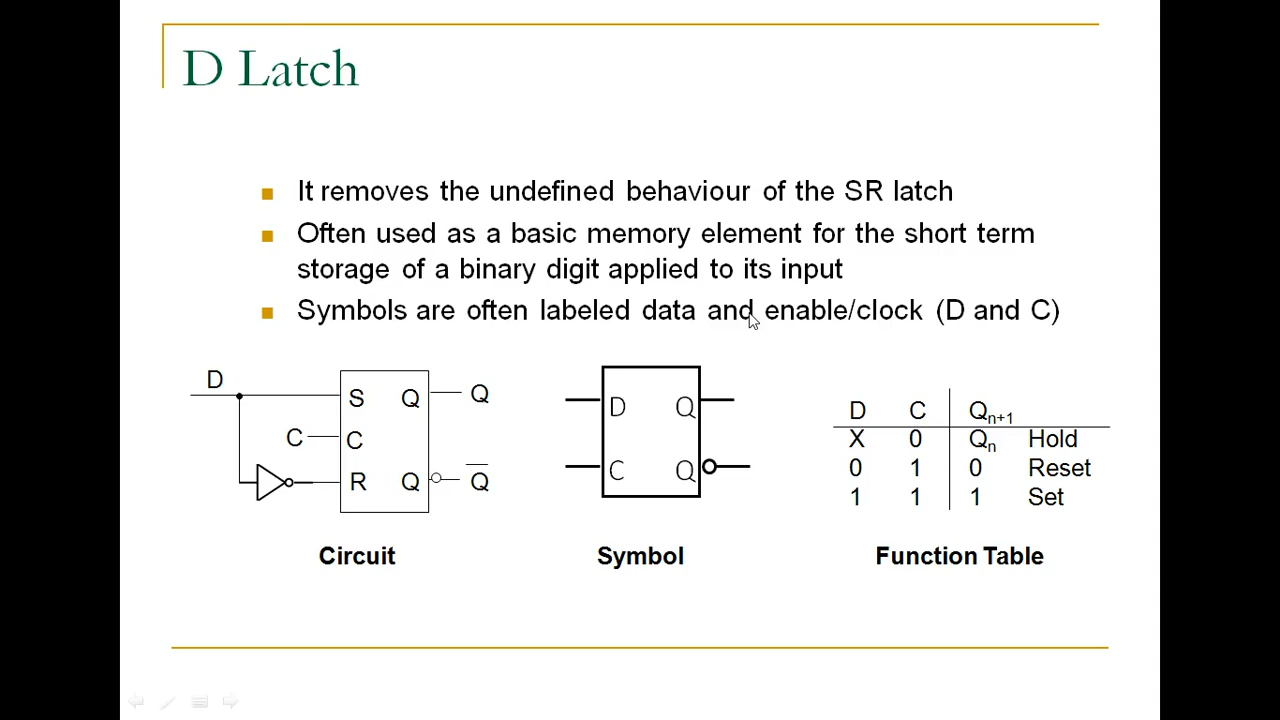 D Latch
It removes the undefined behaviour of the SR latch
Often used as a basic memory element for the short term
storage of a binary digit applied to its input
Symbols are often labeled data and enable/clock (D and C)
D
S Q Q
C C
R Q Q̅
Circuit
D Q
C Q
Symbol
D C Qn+1
X 0 Qn Hold
0 1 0 Reset
1 1 1 Set
Function Table